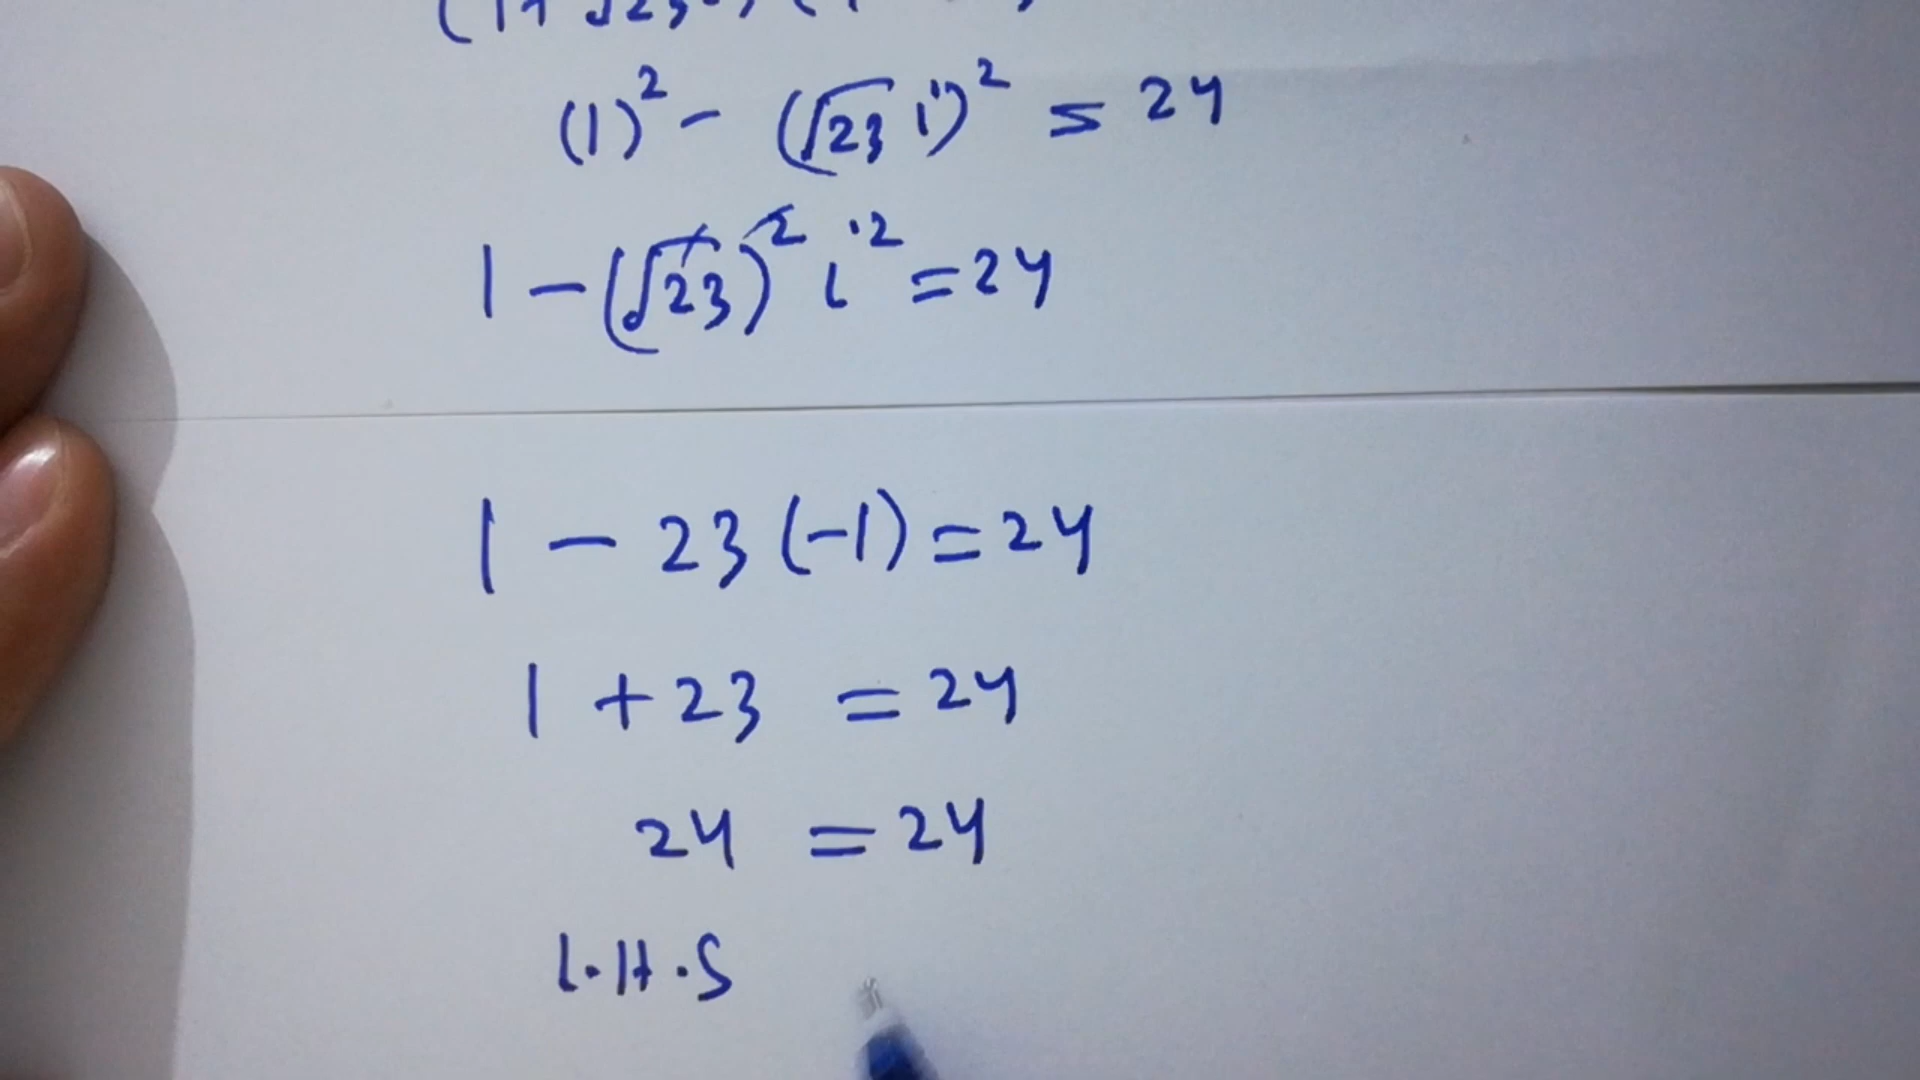 (1)² - (√23 i)² = 24
1 - (√23)² i² = 24
1 - 23 (-1) = 24
1 + 23 = 24
24 = 24
L.H.S